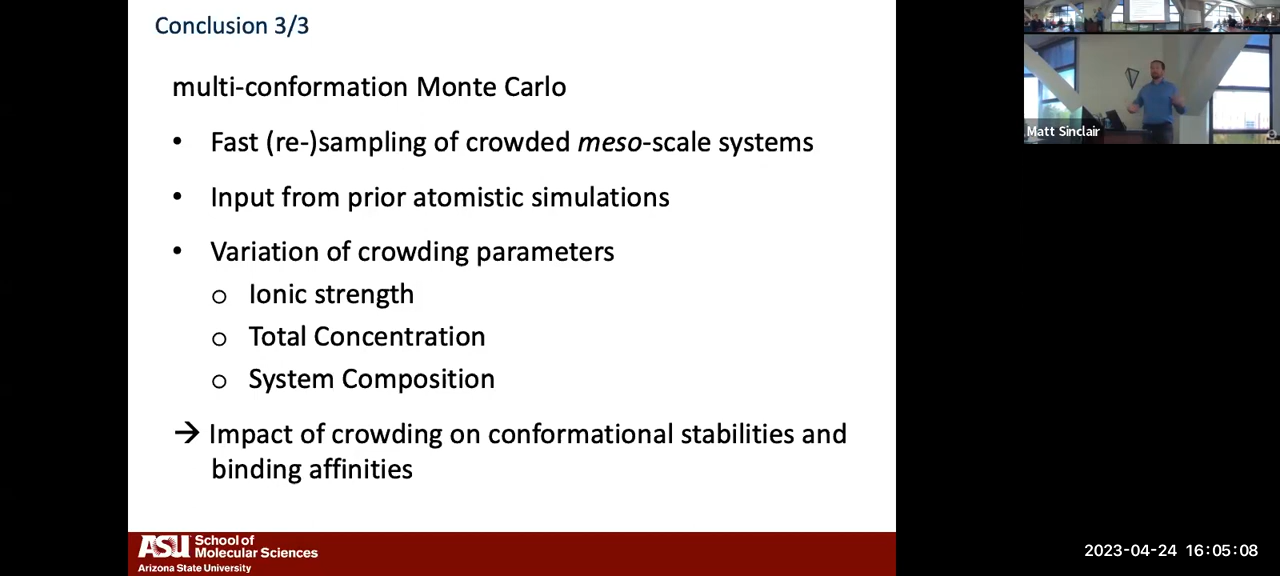 Conclusion 3/3
multi-conformation Monte Carlo
• Fast (re-)sampling of crowded meso-scale systems
• Input from prior atomistic simulations
• Variation of crowding parameters
o Ionic strength
o Total Concentration
o System Composition
→ Impact of crowding on conformational stabilities and
binding affinities
ASU School of
Molecular Sciences
Arizona State University
Matt Sinclair
2023-04-24 16:05:08